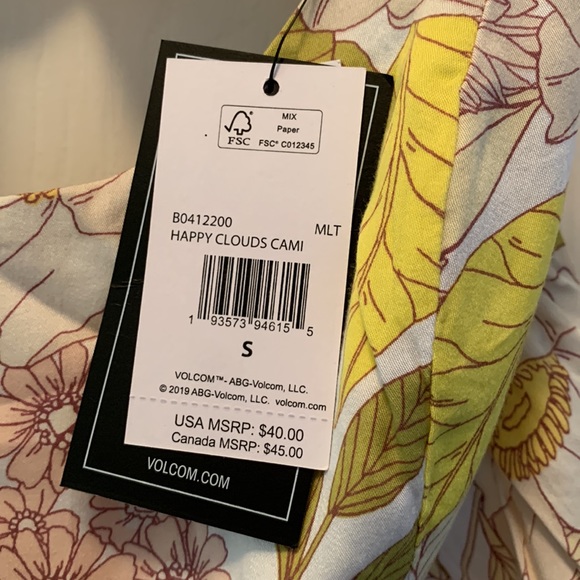 FSC
MIX
Paper
FSC® C012345
B0412200 MLT
HAPPY CLOUDS CAMI
1 93573 94615 5
S
VOLCOM™- ABG-Volcom, LLC.
© 2019 ABG-Volcom, LLC. volcom.com
USA MSRP: $40.00
Canada MSRP: $45.00
VOLCOM.COM